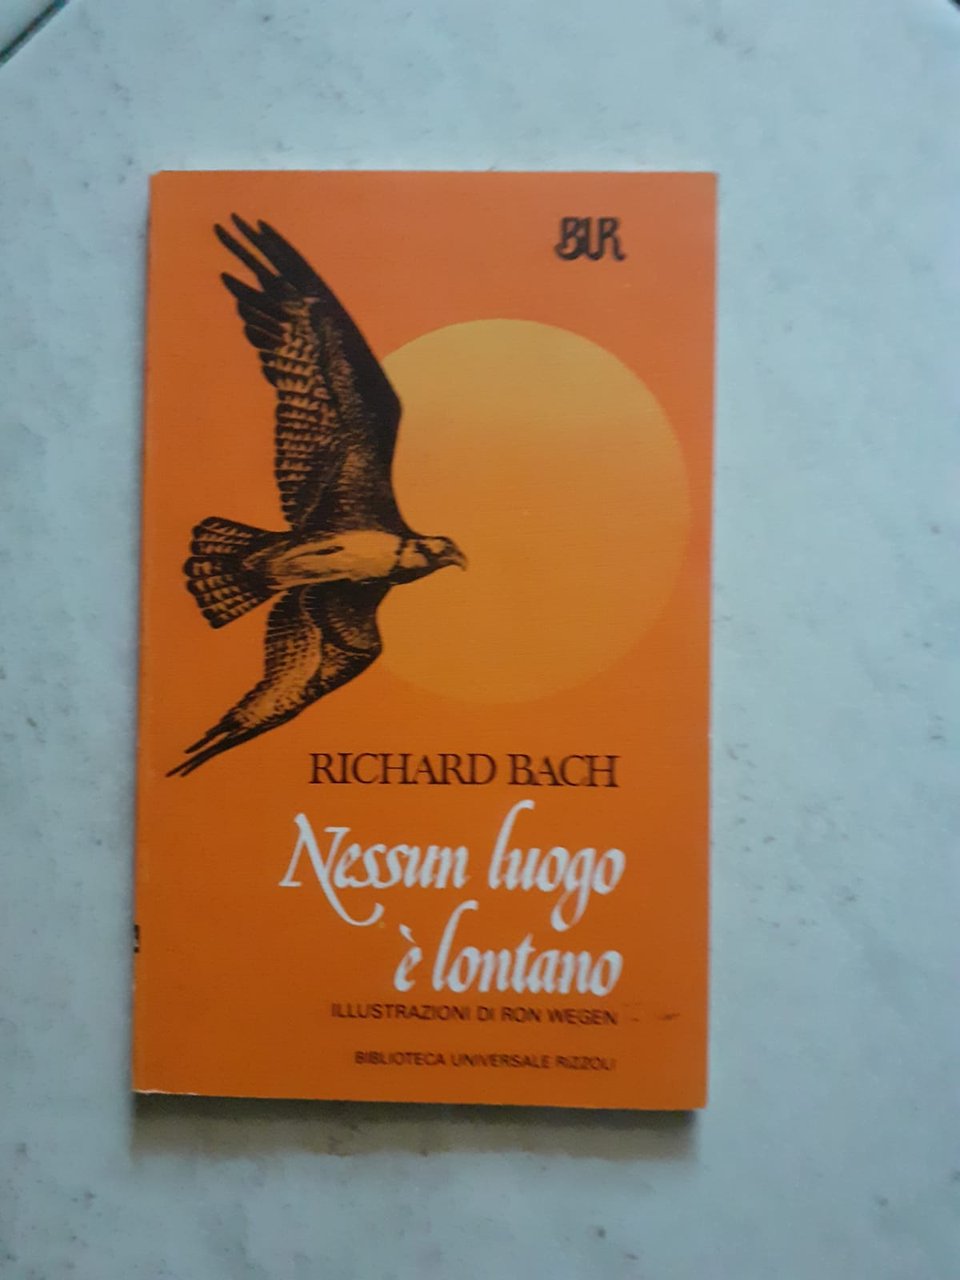 BUR
RICHARD BACH
Nessun luogo
è lontano
ILLUSTRAZIONI DI RON WEGEN
BIBLIOTECA UNIVERSALE RIZZOLI